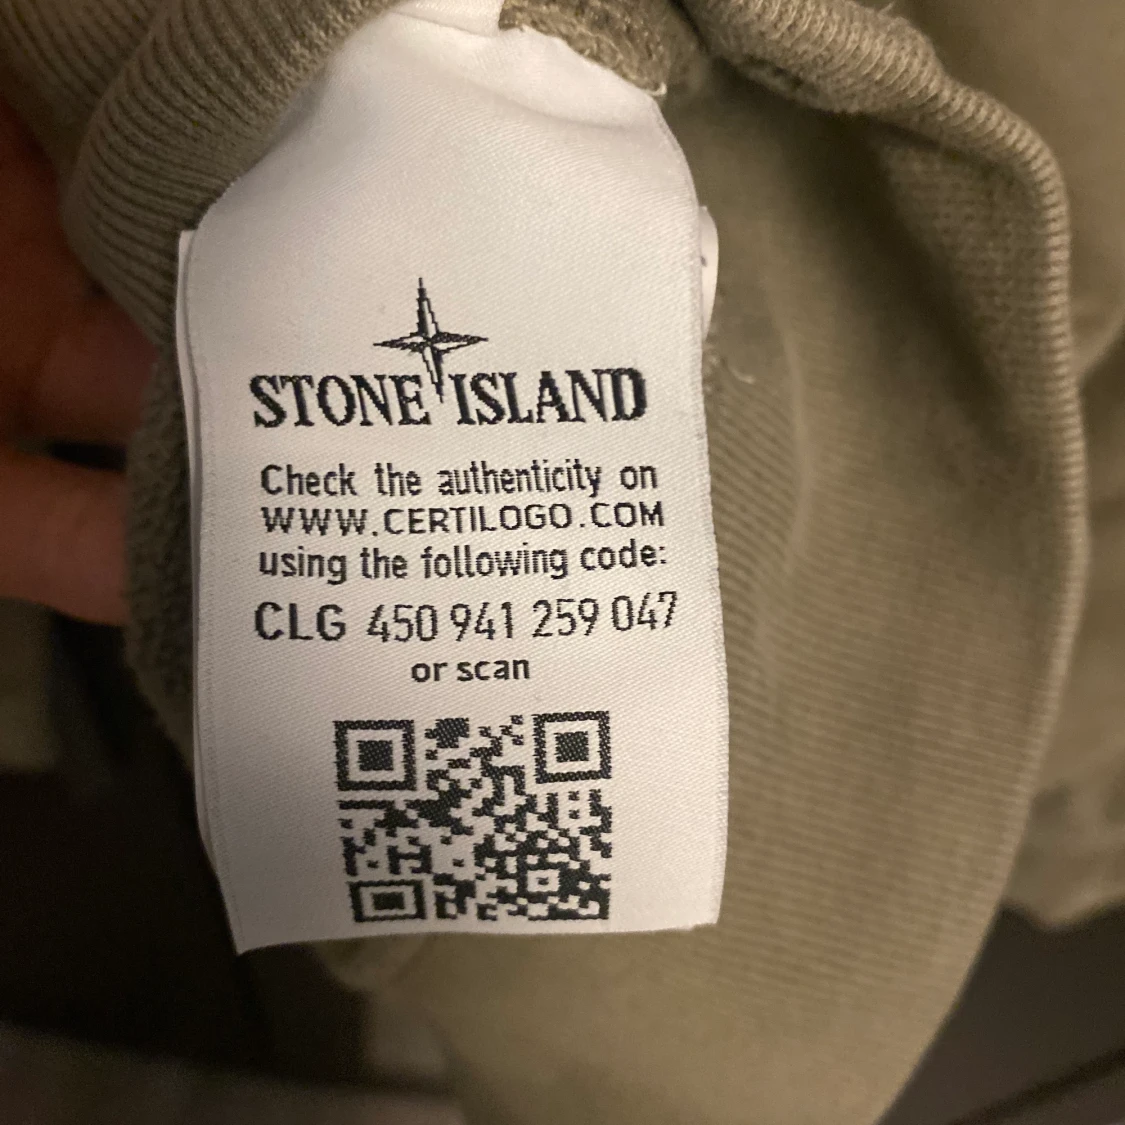 STONE ISLAND
Check the authenticity on
WWW.CERTILOGO.COM
using the following code:
CLG 450 941 259 047
or scan